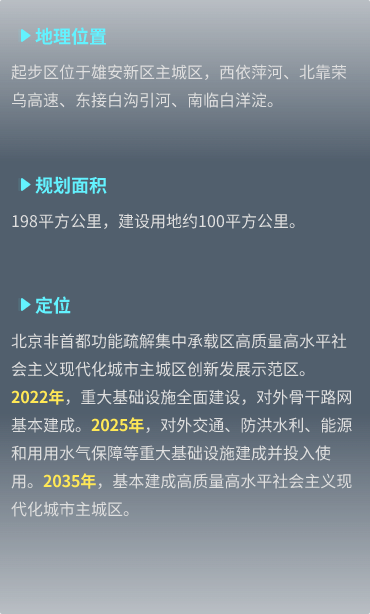 地理位置
起步区位于雄安新区主城区，西依萍河、北靠荣
乌高速、东接白沟引河、南临白洋淀。
规划面积
198平方公里，建设用地约100平方公里。
定位
北京非首都功能疏解集中承载区高质量高水平社
会主义现代化城市主城区创新发展示范区。
2022年，重大基础设施全面建设，对外骨干路网
基本建成。2025年，对外交通、防洪水利、能源
和用用水气保障等重大基础设施建成并投入使
用。2035年，基本建成高质量高水平社会主义现
代化城市主城区。